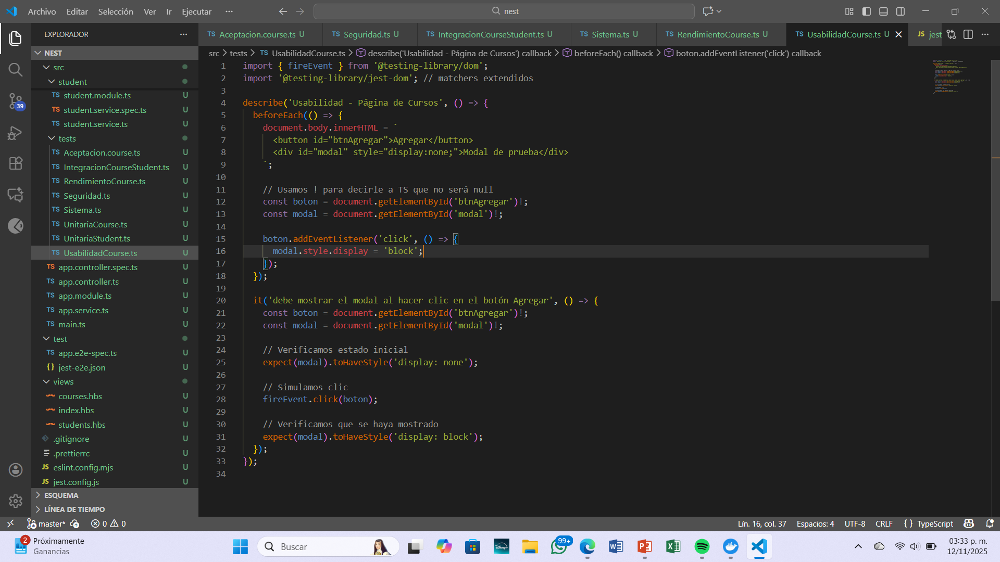 Archivo Editar Selección Ver Ir Ejecutar ··· nest
EXPLORADOR ···
TS Aceptacion.course.ts U TS Seguridad.ts U TS IntegracionCourseStudent.ts U TS Sistema.ts U TS RendimientoCourse.ts U TS UsabilidadCourse.ts U JS jest
NEST
src > tests > TS UsabilidadCourse.ts > describe('Usabilidad - Página de Cursos') callback > beforeEach() callback > boton.addEventListener('click') callback
src
student
TS student.module.ts U
TS student.service.spec.ts U
TS student.service.ts U
tests
TS Aceptacion.course.ts U
TS IntegracionCourseStudent.ts U
TS RendimientoCourse.ts U
TS Seguridad.ts U
TS Sistema.ts U
TS UnitariaCourse.ts U
TS UnitariaStudent.ts U
TS UsabilidadCourse.ts U
TS app.controller.spec.ts U
TS app.controller.ts U
TS app.module.ts U
TS app.service.ts U
TS main.ts U
test
TS app.e2e-spec.ts U
{} jest-e2e.json U
views
courses.hbs U
index.hbs U
students.hbs U
.gitignore U
.prettierrc U
JS eslint.config.mjs U
JS jest.config.js U
ESQUEMA
LÍNEA DE TIEMPO
39
1 import { fireEvent } from '@testing-library/dom';
2 import '@testing-library/jest-dom'; // matchers extendidos
3
4 describe('Usabilidad - Página de Cursos', () => {
5 beforeEach(() => {
6 document.body.innerHTML = `
7 <button id="btnAgregar">Agregar</button>
8 <div id="modal" style="display:none;">Modal de prueba</div>
9 `;
10
11 // Usamos ! para decirle a TS que no será null
12 const boton = document.getElementById('btnAgregar')!;
13 const modal = document.getElementById('modal')!;
14
15 boton.addEventListener('click', () => {
16 modal.style.display = 'block';
17 });
18 });
19
20 it('debe mostrar el modal al hacer clic en el botón Agregar', () => {
21 const boton = document.getElementById('btnAgregar')!;
22 const modal = document.getElementById('modal')!;
23
24 // Verificamos estado inicial
25 expect(modal).toHaveStyle('display: none');
26
27 // Simulamos clic
28 fireEvent.click(boton);
29
30 // Verificamos que se haya mostrado
31 expect(modal).toHaveStyle('display: block');
32 });
33 });
34
master* 0 0 Lín. 16, col. 37 Espacios: 4 UTF-8 CRLF {} TypeScript
2 Próximamente
Ganancias
Buscar
Disney+
99+
03:33 p. m.
12/11/2025